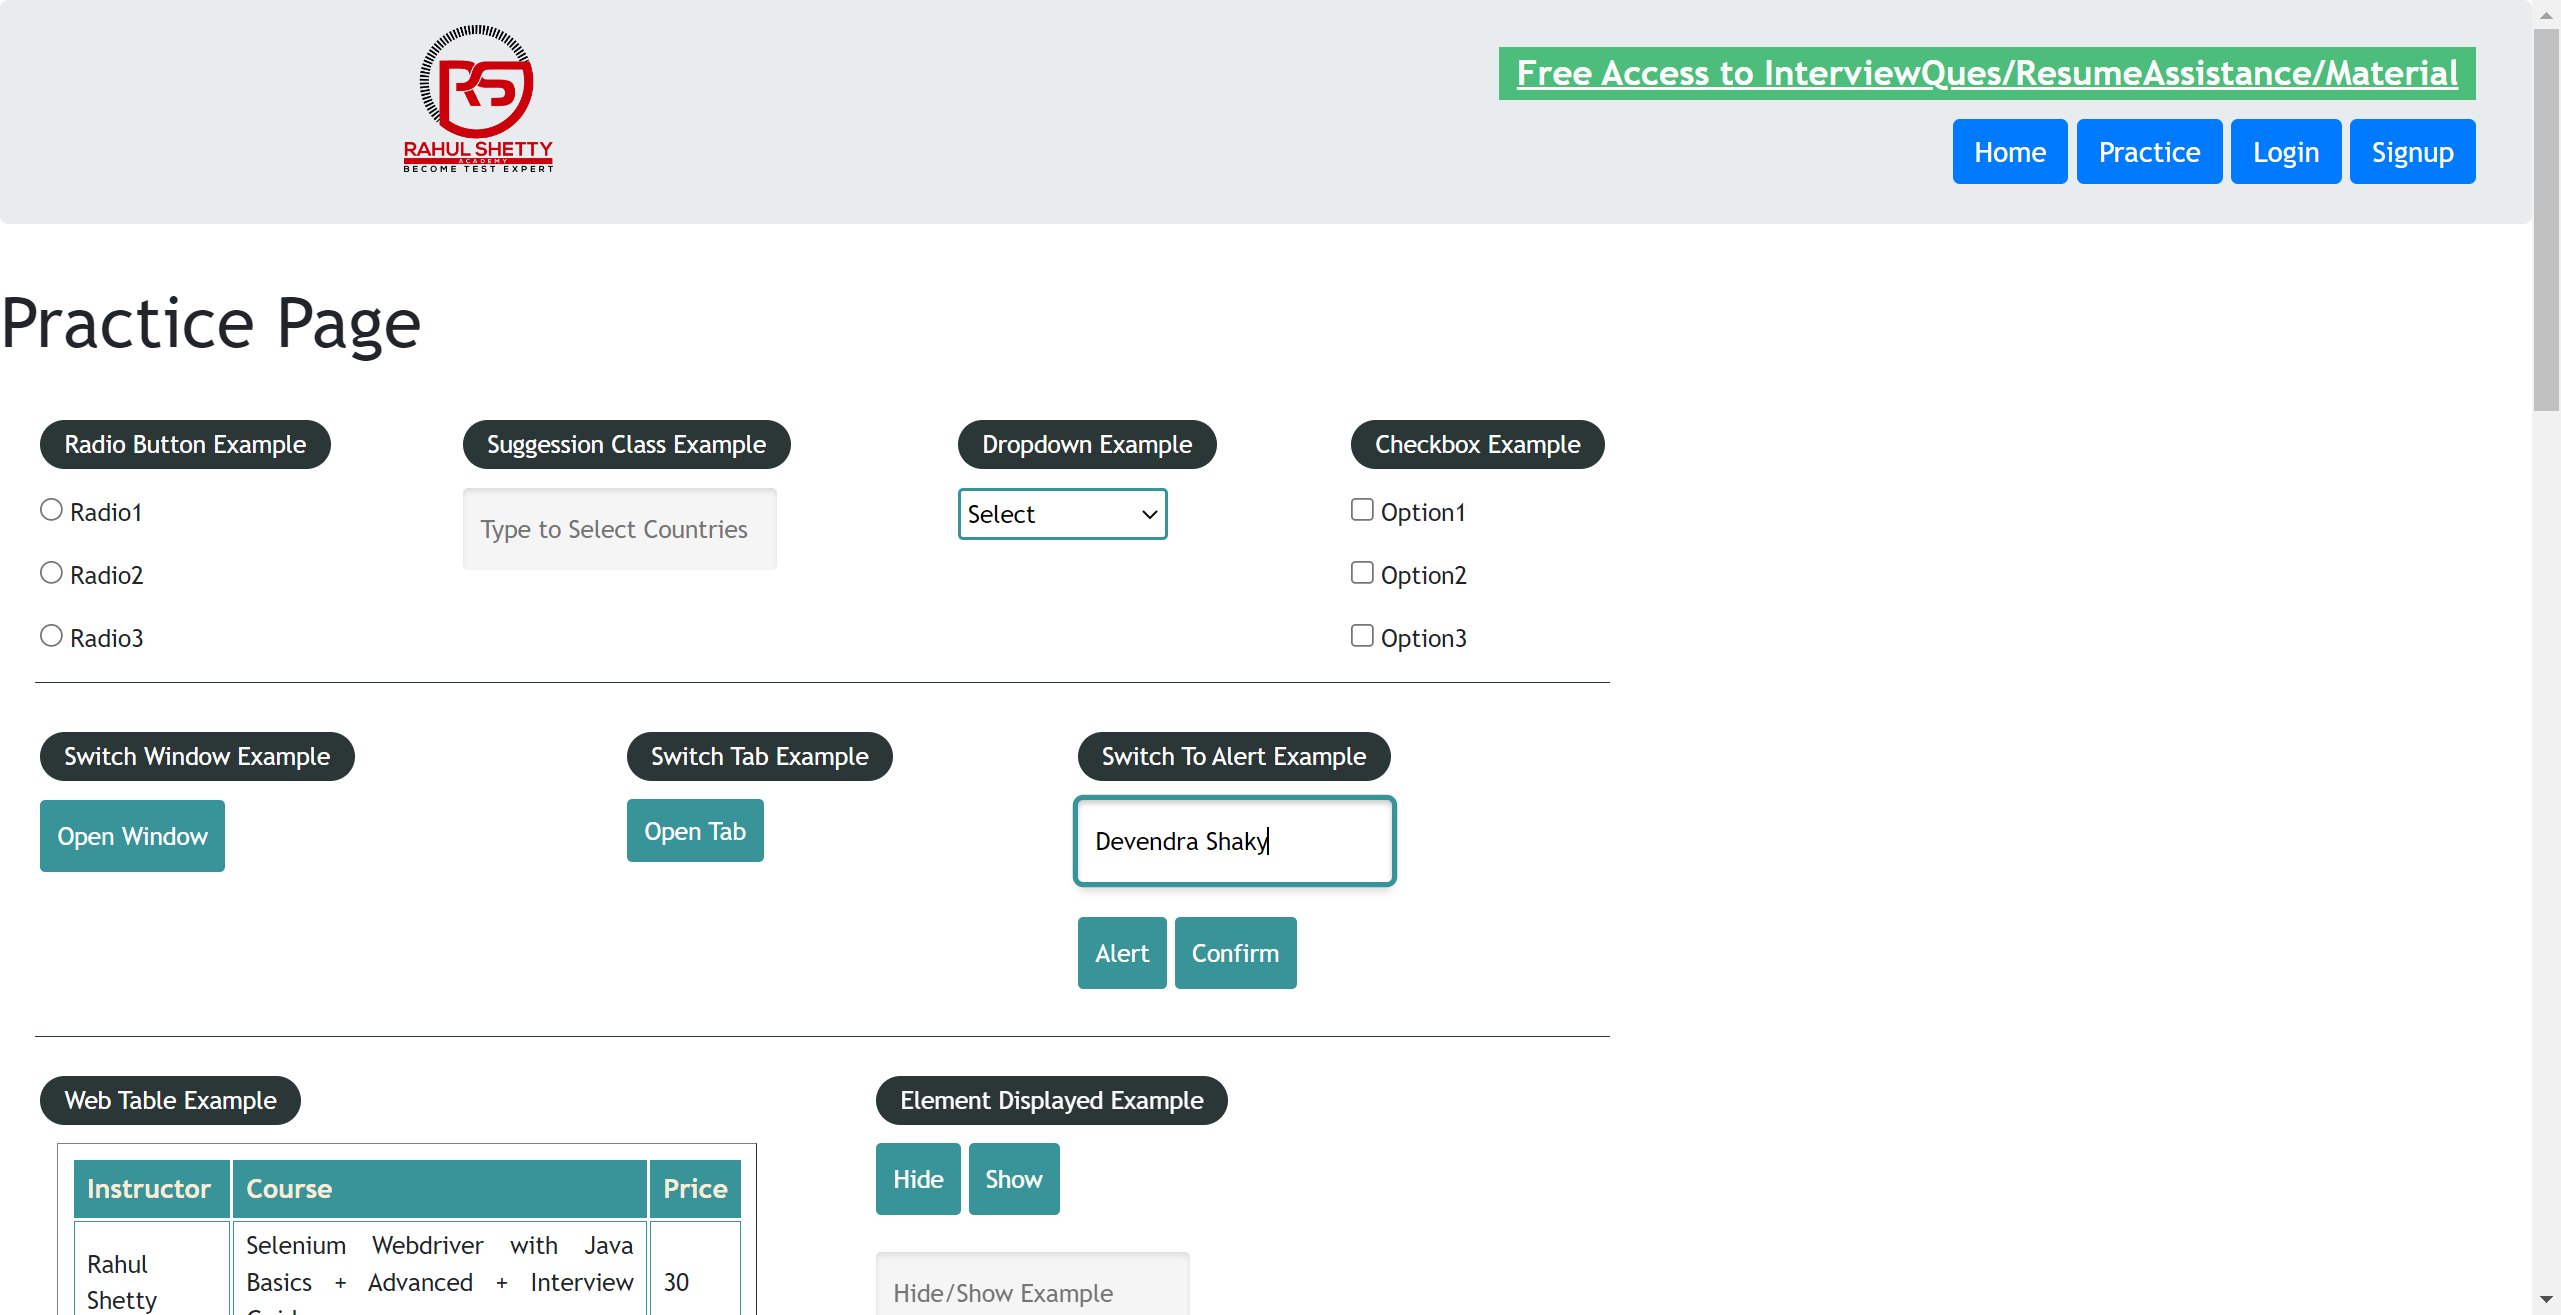 RAHUL SHETTY
ACADEMY
BECOME TEST EXPERT
Free Access to InterviewQues/ResumeAssistance/Material
Home Practice Login Signup
Practice Page
Radio Button Example
Radio1
Radio2
Radio3
Suggession Class Example
Type to Select Countries
Dropdown Example
Select
Checkbox Example
Option1
Option2
Option3
Switch Window Example
Open Window
Switch Tab Example
Open Tab
Switch To Alert Example
Devendra Shaky
Alert Confirm
Web Table Example
Instructor Course Price
Rahul Shetty
Selenium Webdriver with Java
Basics + Advanced + Interview
30
Element Displayed Example
Hide Show
Hide/Show Example